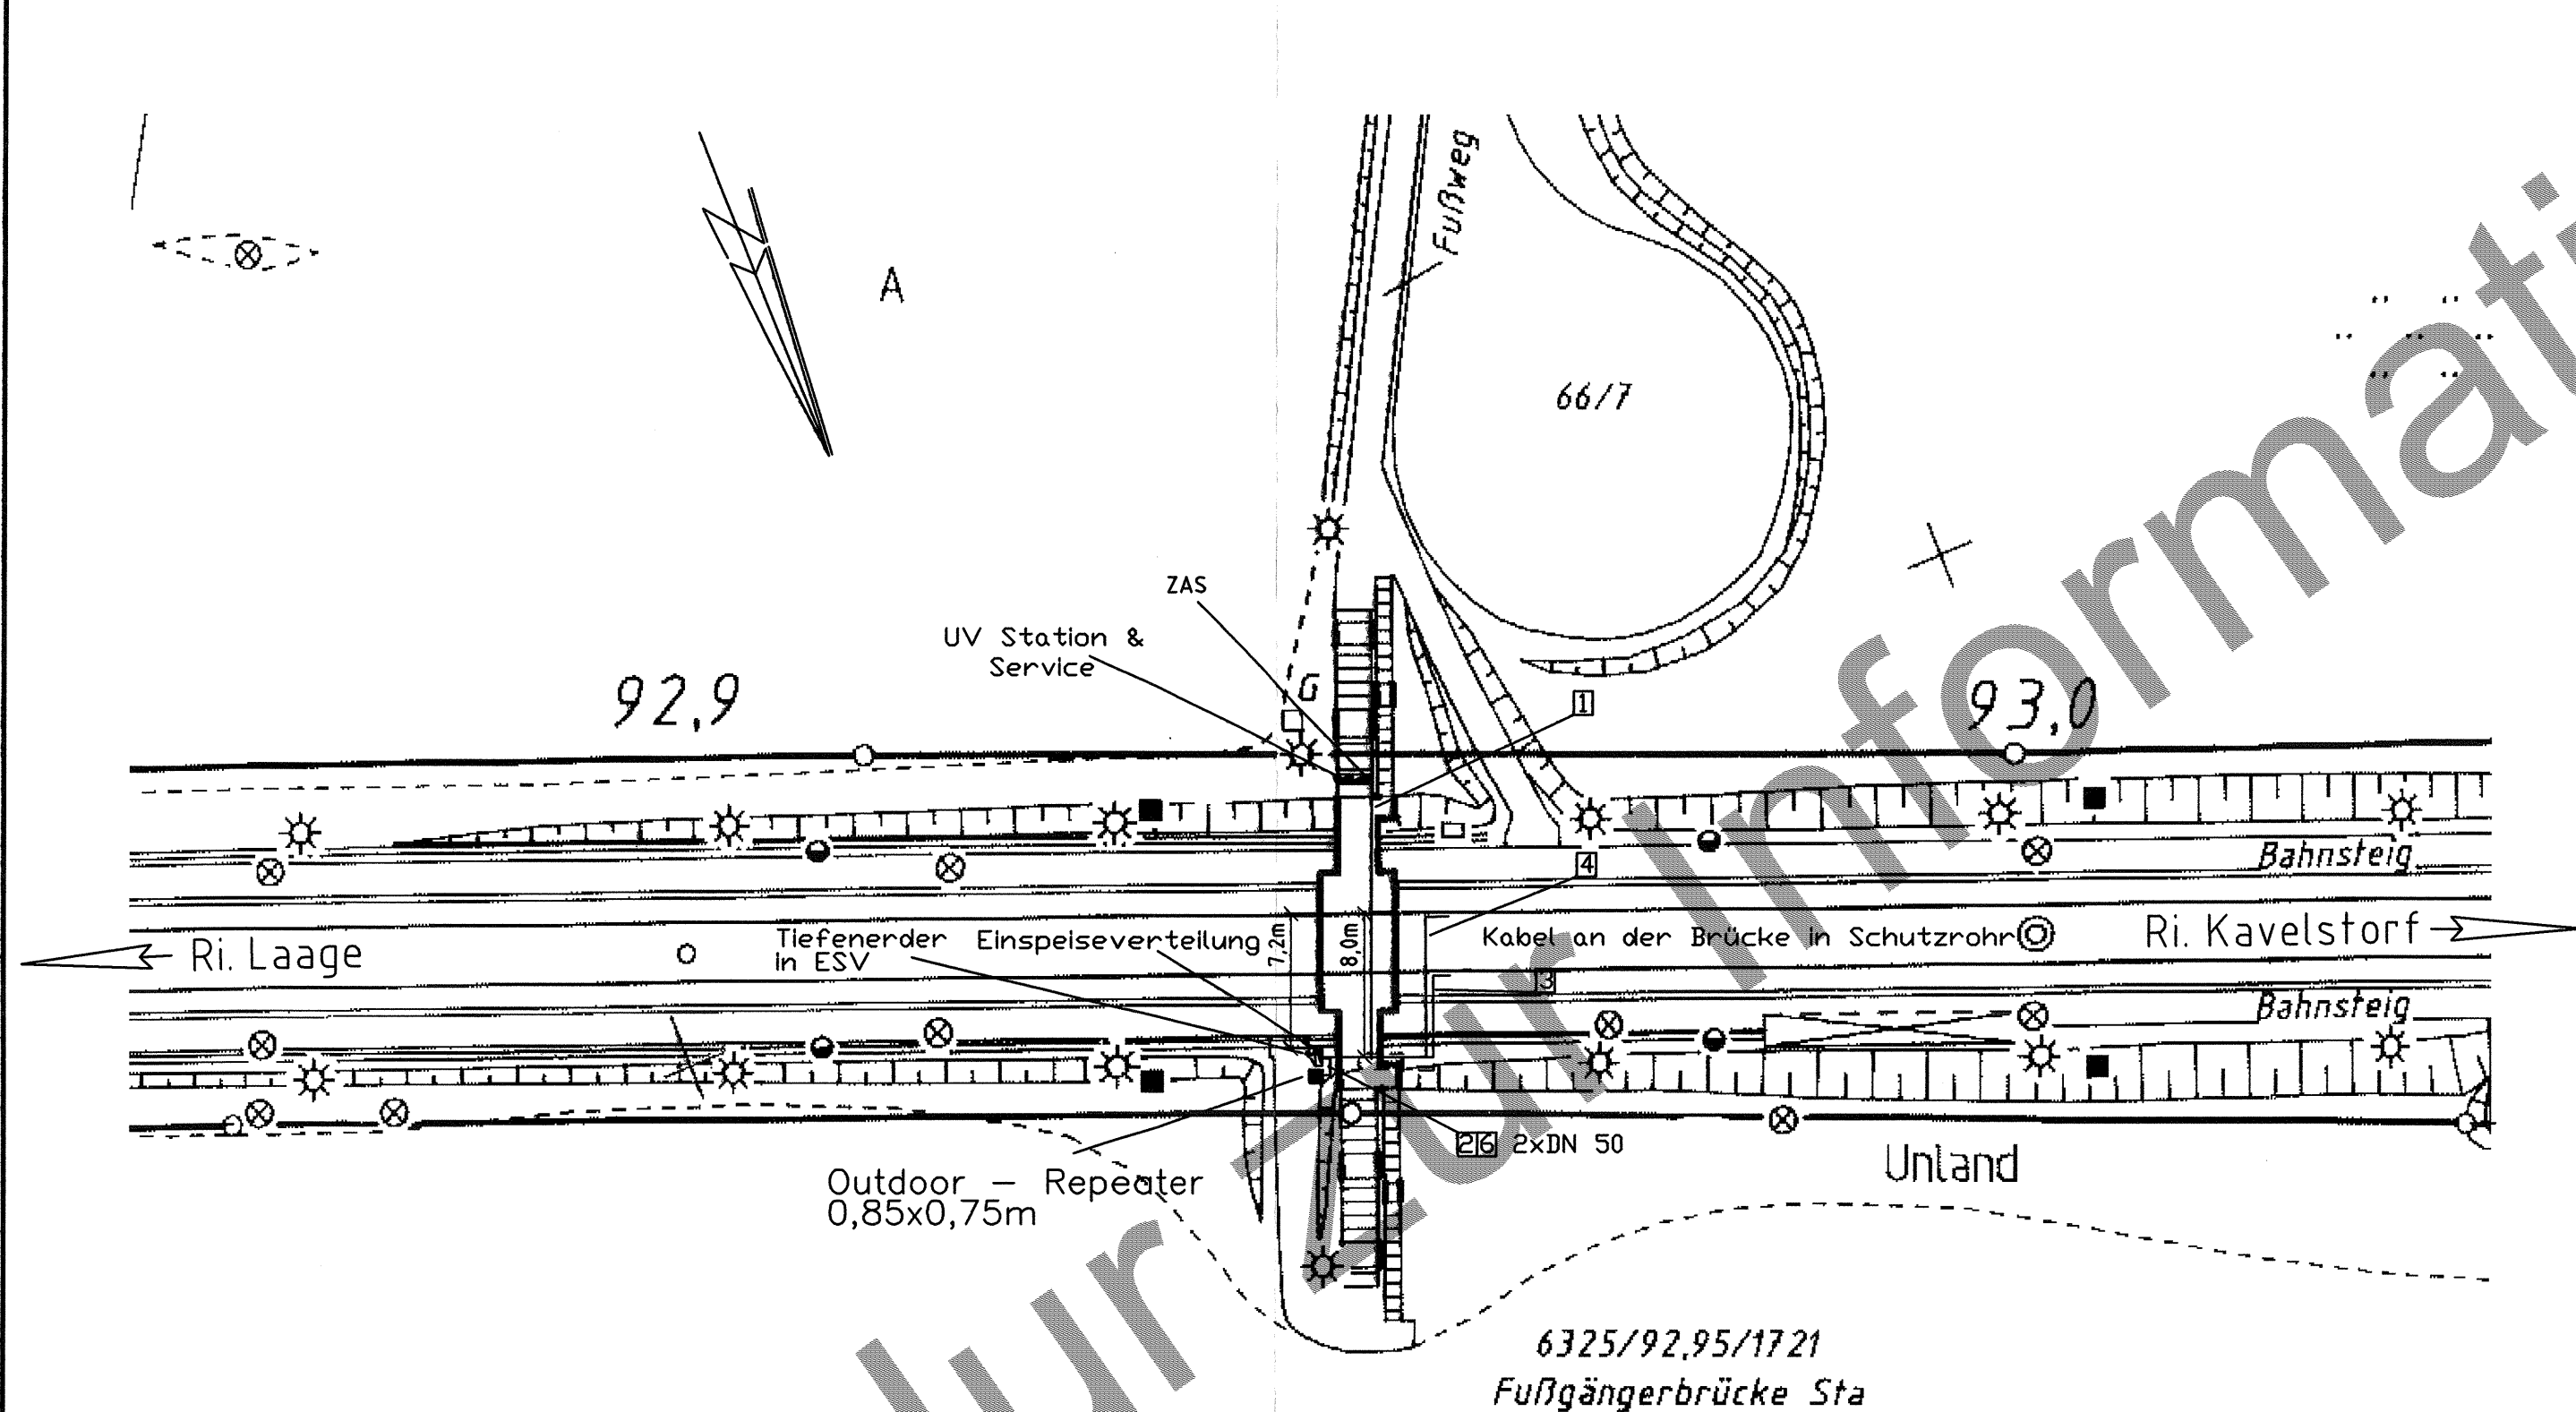 Fußweg
A
66/7
ZAS
UV Station &
Service
G
92,9
93,0
1
Bahnsteig
4
Ri. Laage
Tiefenerder
in ESV
Einspeiseverteilung
7,2m
8,0m
Kabel an der Brücke in Schutzrohr
Ri. Kavelstorf
3
Bahnsteig
2 6 2xDN 50
Unland
Outdoor - Repeater
0,85x0,75m
6325/92,95/1721
Fußgängerbrücke Sta
Nur zur Informati